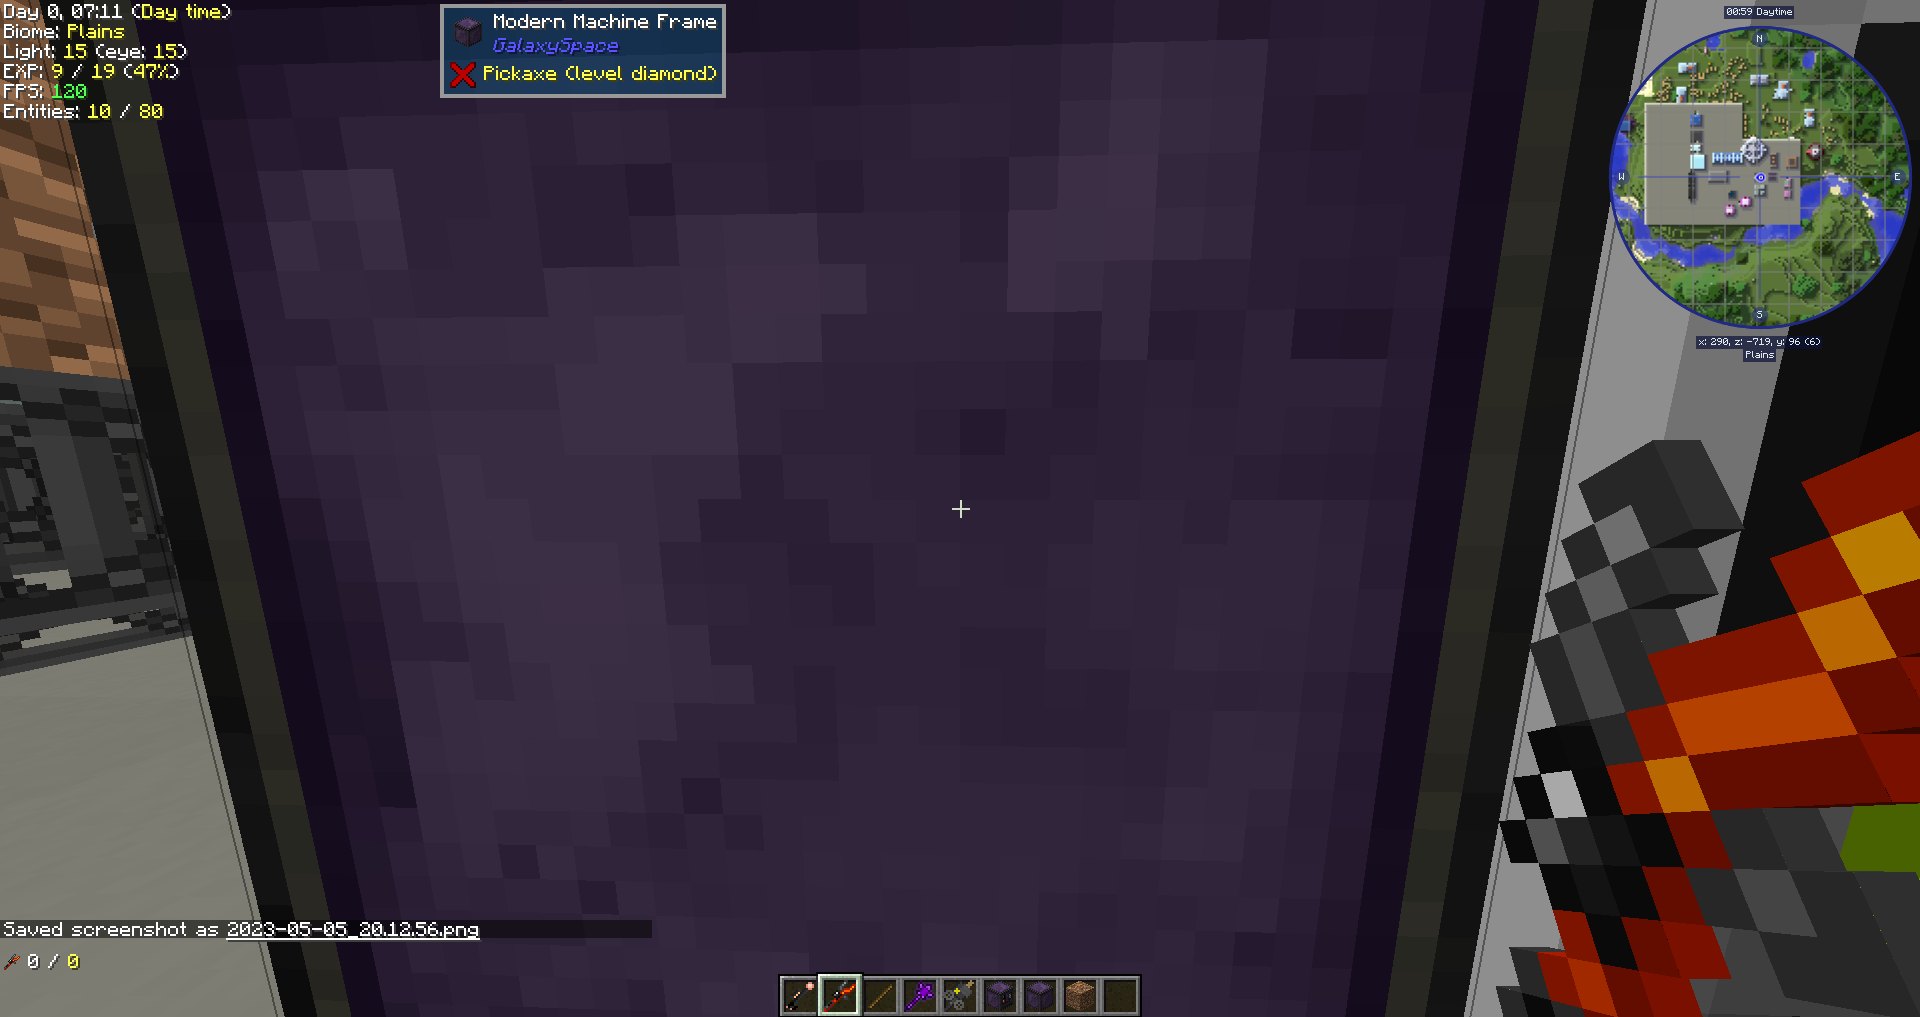 Day 0, 07:11 (Day time)
Biome: Plains
Light: 15 (eye: 15)
EXP: 9 / 19 (47%)
FPS: 120
Entities: 10 / 80
Modern Machine Frame
GalaxySpace
Pickaxe (level diamond)
00:59 Daytime
N
W
E
S
x: 290, z: -719, y: 96 (6)
Plains
Saved screenshot as 2023-05-05_20.12.56.png
0 / 0